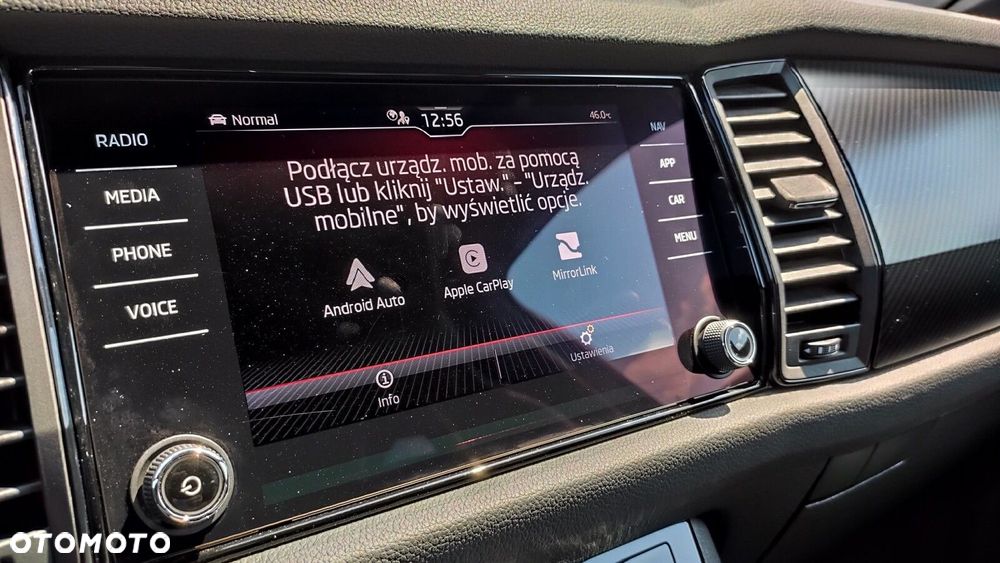 RADIO
MEDIA
PHONE
VOICE
Normal
12:56
46.0°C
Podłącz urządz. mob. za pomocą
USB lub kliknij "Ustaw." - "Urządz.
mobilne", by wyświetlić opcje.
Android Auto
Apple CarPlay
MirrorLink
Info
Ustawienia
NAV
APP
CAR
MENU
OTOMOTO